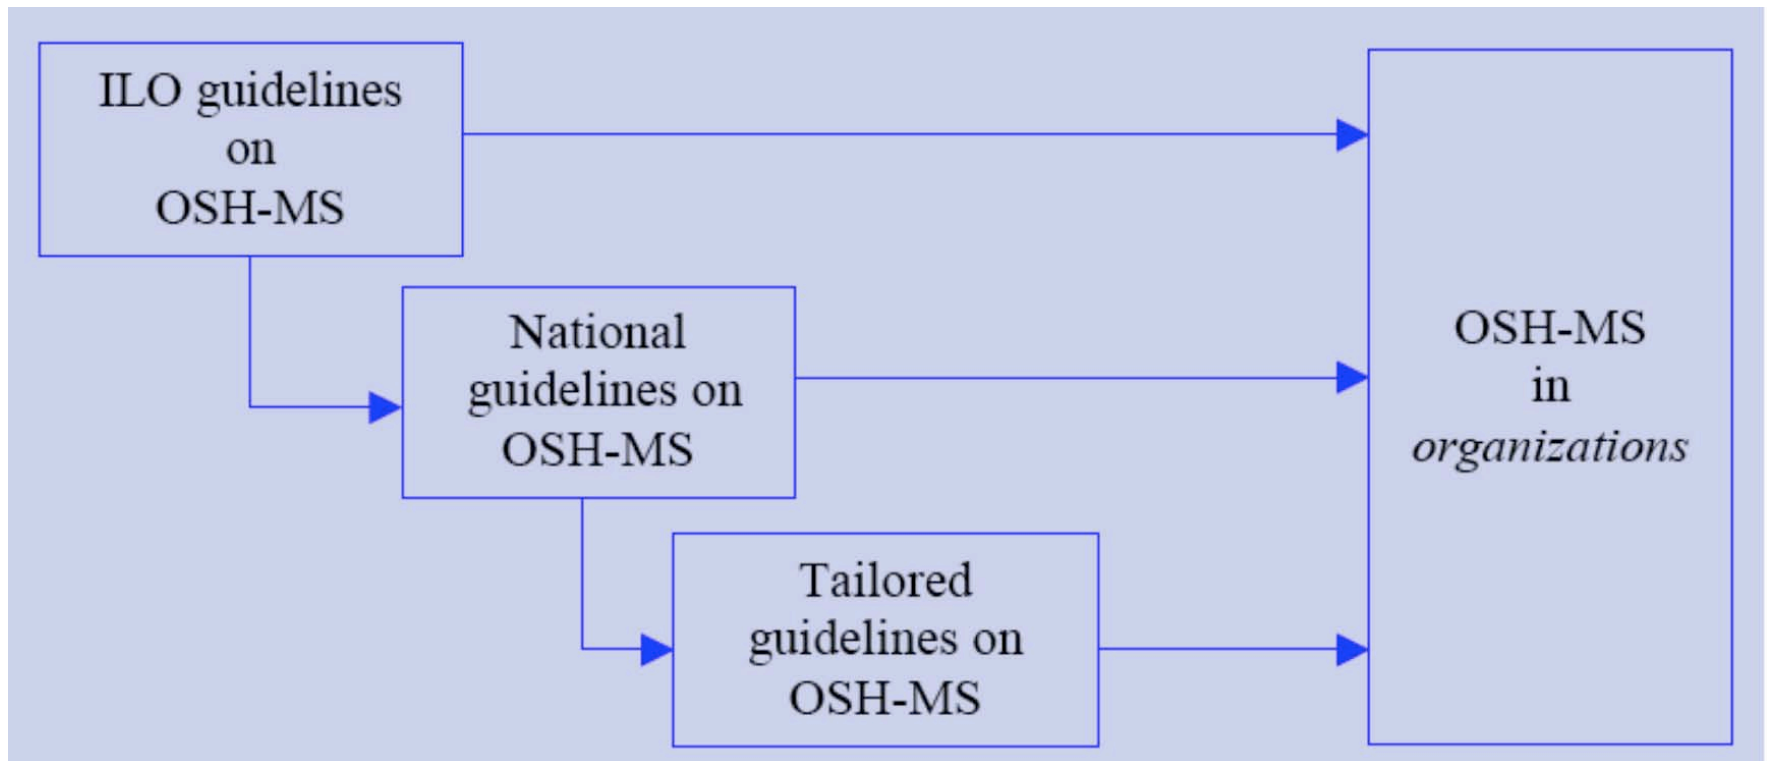 ILO guidelines
on
OSH-MS
National
guidelines on
OSH-MS
Tailored
guidelines on
OSH-MS
OSH-MS
in
organizations